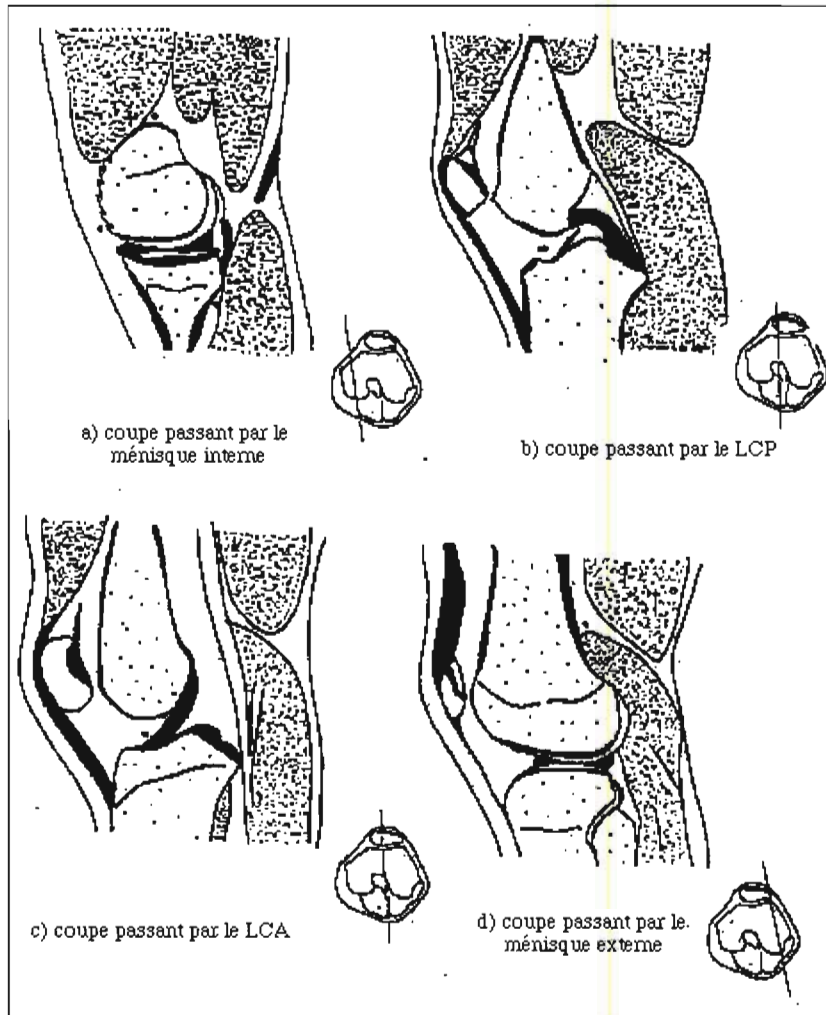 a) coupe passant par le
ménisque interne
b) coupe passant par le LCP
c) coupe passant par le LCA
d) coupe passant par le.
ménisque externe